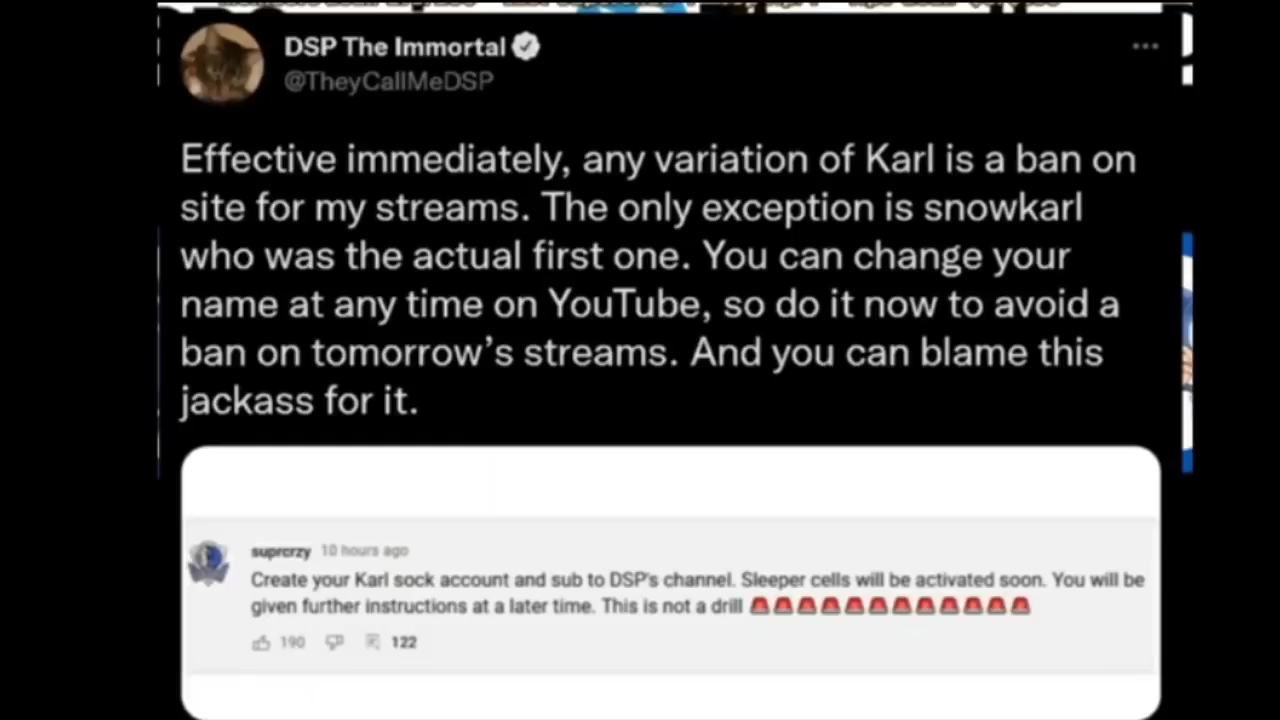 DSP The Immortal
@TheyCallMeDSP
Effective immediately, any variation of Karl is a ban on
site for my streams. The only exception is snowkarl
who was the actual first one. You can change your
name at any time on YouTube, so do it now to avoid a
ban on tomorrow’s streams. And you can blame this
jackass for it.
suprcrzy 10 hours ago
Create your Karl sock account and sub to DSP's channel. Sleeper cells will be activated soon. You will be
given further instructions at a later time. This is not a drill 🚨🚨🚨🚨🚨🚨🚨🚨🚨🚨🚨🚨
190 122